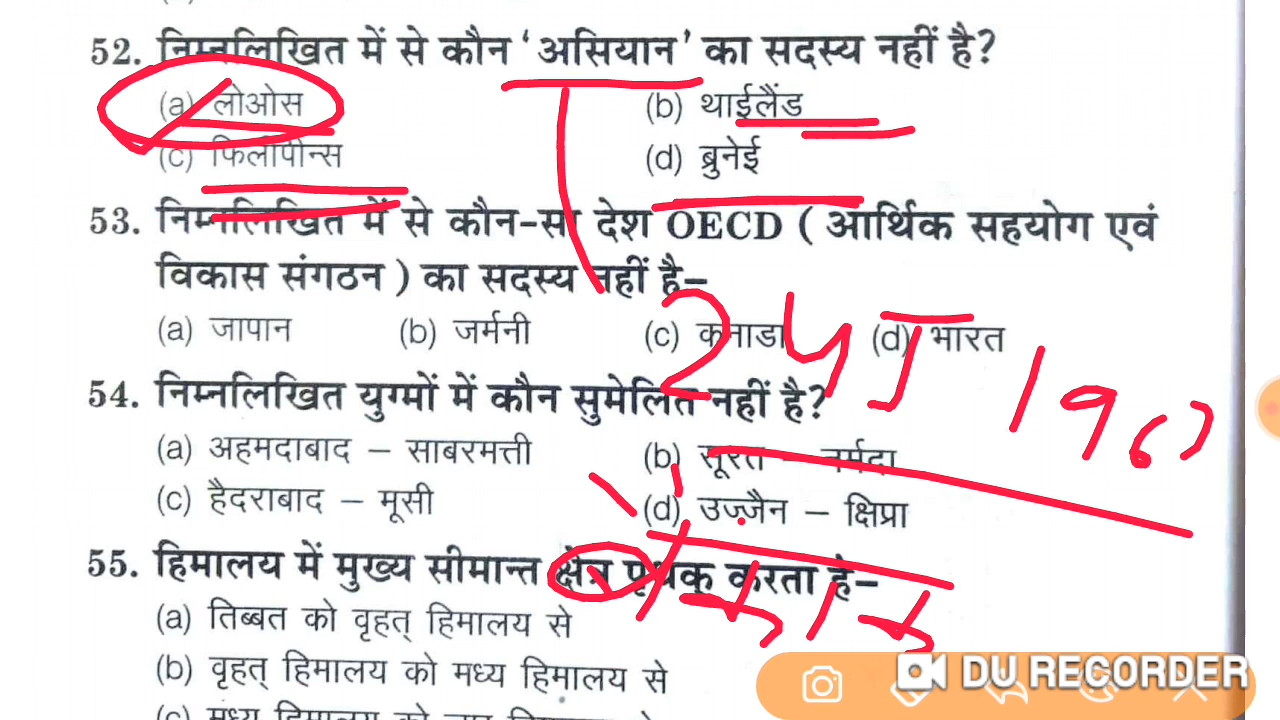 52. निम्नलिखित में से कौन 'असियान' का सदस्य नहीं है?
(a) लोओस (b) थाईलैंड
(c) फिलीपीन्स (d) ब्रुनेई
53. निम्नलिखित में से कौन-सा देश OECD ( आर्थिक सहयोग एवं
विकास संगठन ) का सदस्य नहीं है–
(a) जापान (b) जर्मनी (c) कनाडा (d) भारत
54. निम्नलिखित युग्मों में कौन सुमेलित नहीं है?
(a) अहमदाबाद – साबरमत्ती (b) सूरत – नर्मदा
(c) हैदराबाद – मूसी (d) उज्जैन – क्षिप्रा
55. हिमालय में मुख्य सीमान्त क्षेत्र पृथक् करता है–
(a) तिब्बत को वृहत् हिमालय से
(b) वृहत् हिमालय को मध्य हिमालय से
DU RECORDER